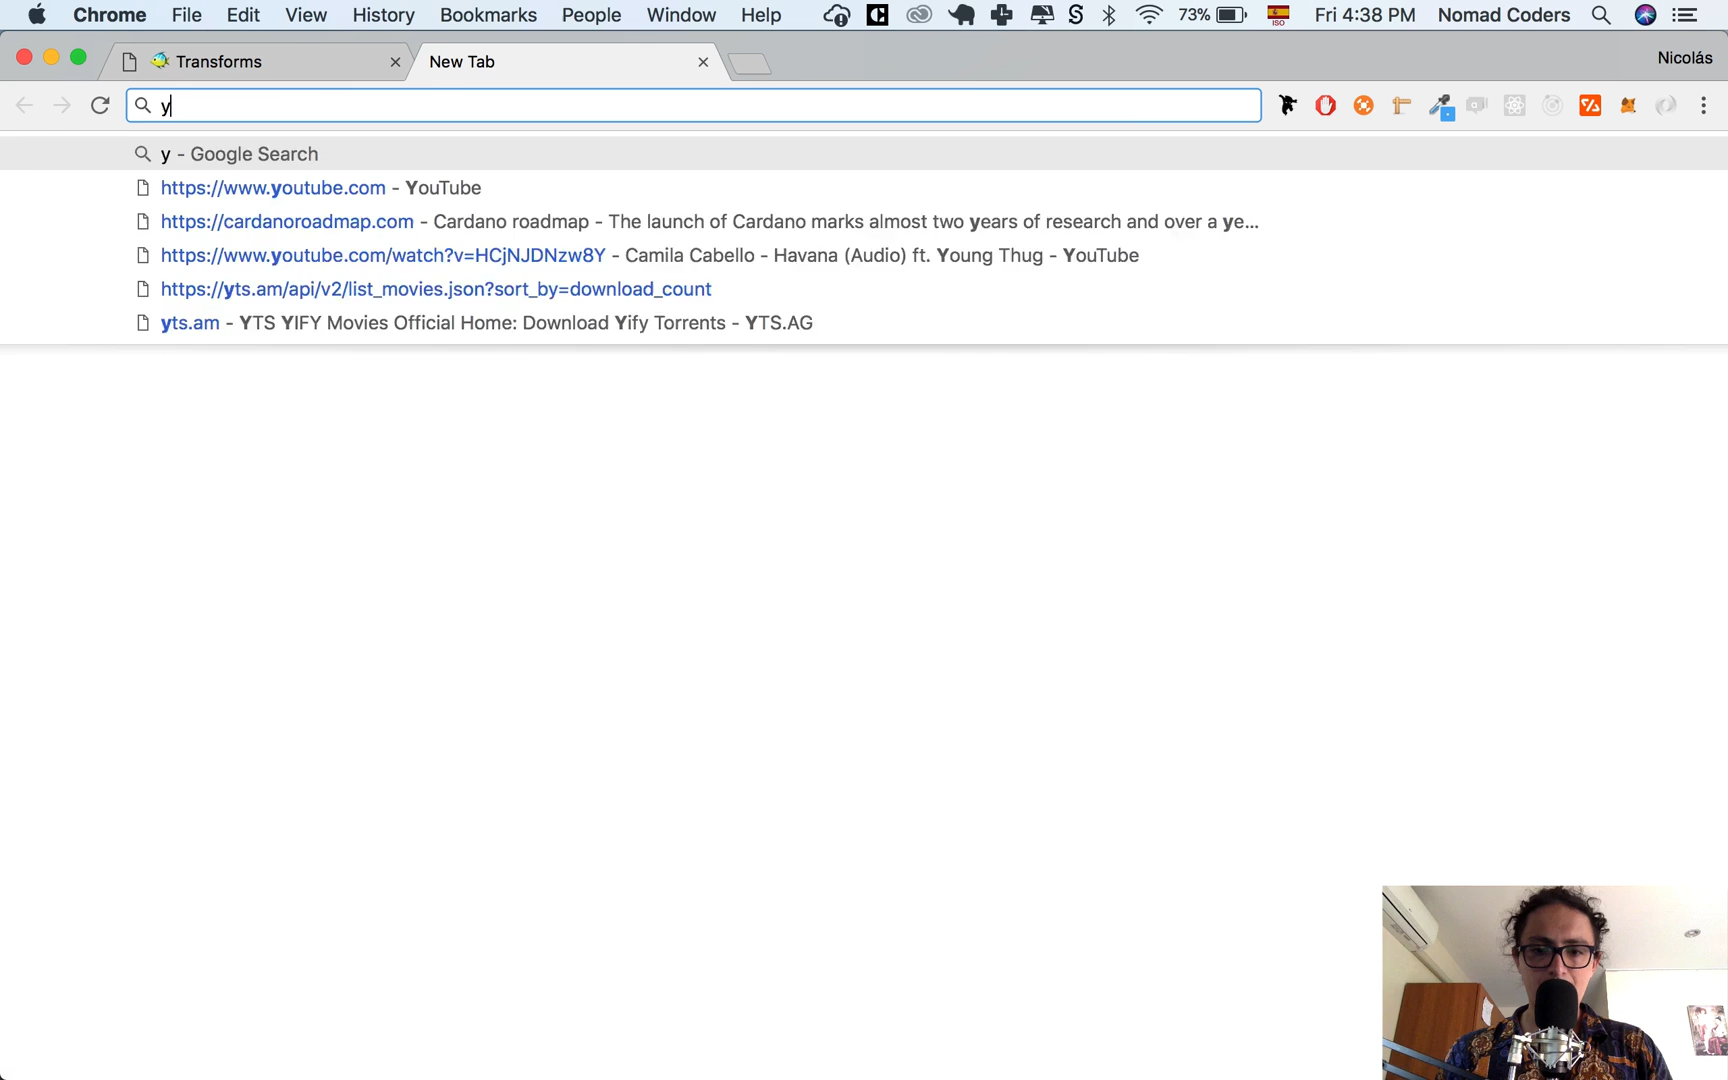 Chrome File Edit View History Bookmarks People Window Help 73% ISO Fri 4:38 PM Nomad Coders
Transforms New Tab Nicolás
y
y - Google Search
https://www.youtube.com - YouTube
https://cardanoroadmap.com - Cardano roadmap - The launch of Cardano marks almost two years of research and over a ye...
https://www.youtube.com/watch?v=HCjNJDNzw8Y - Camila Cabello - Havana (Audio) ft. Young Thug - YouTube
https://yts.am/api/v2/list_movies.json?sort_by=download_count
yts.am - YTS YIFY Movies Official Home: Download Yify Torrents - YTS.AG